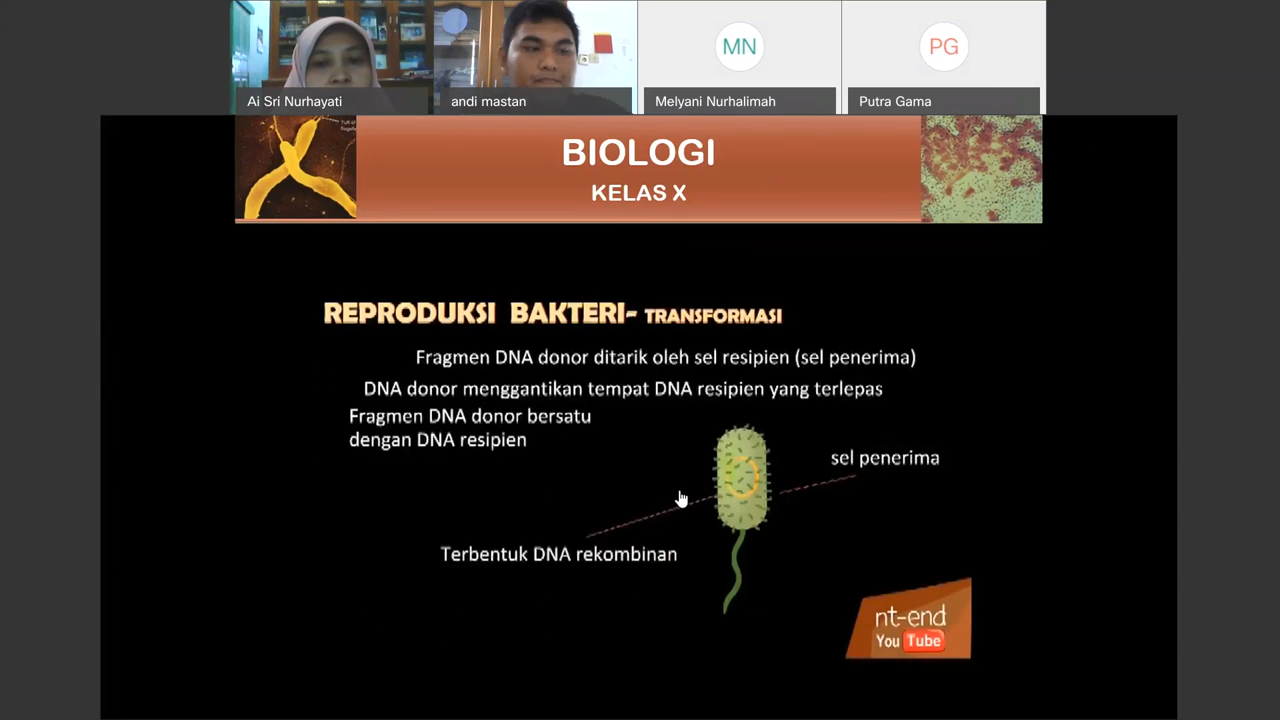 MN
PG
Ai Sri Nurhayati
andi mastan
Melyani Nurhalimah
Putra Gama
BIOLOGI
KELAS X
REPRODUKSI BAKTERI- TRANSFORMASI
Fragmen DNA donor ditarik oleh sel resipien (sel penerima)
DNA donor menggantikan tempat DNA resipien yang terlepas
Fragmen DNA donor bersatu
dengan DNA resipien
sel penerima
Terbentuk DNA rekombinan
nt-end
You Tube